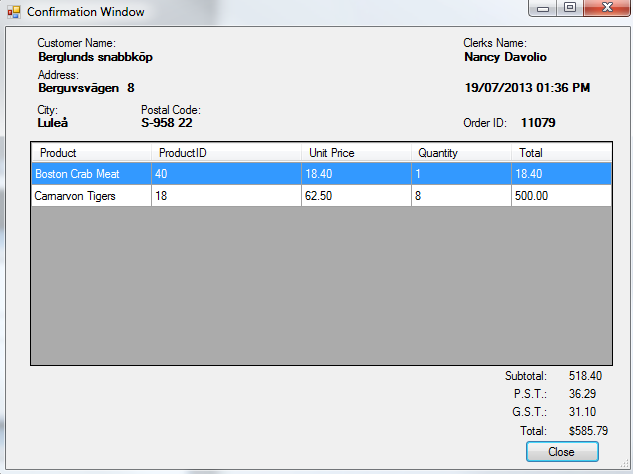 Confirmation Window
Customer Name: Clerks Name:
Berglunds snabbköp Nancy Davolio
Address:
Berguvsvägen 8 19/07/2013 01:36 PM
City: Postal Code:
Luleå S-958 22 Order ID: 11079
Product ProductID Unit Price Quantity Total
Boston Crab Meat 40 18.40 1 18.40
Carnarvon Tigers 18 62.50 8 500.00
Subtotal: 518.40
P.S.T.: 36.29
G.S.T.: 31.10
Total: $585.79
Close